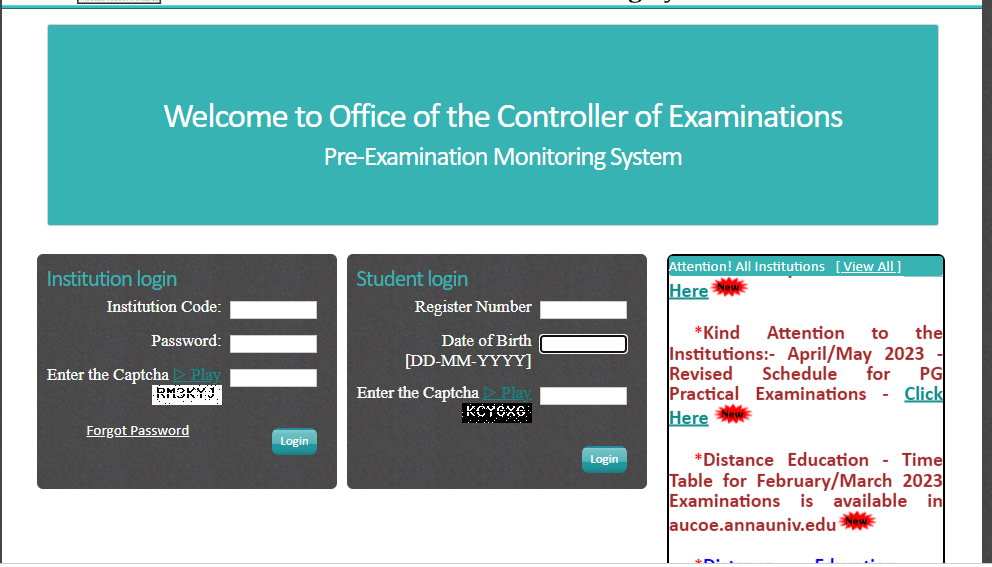 Welcome to Office of the Controller of Examinations
Pre-Examination Monitoring System
Institution login
Institution Code:
Password:
Enter the Captcha ▷ Play
RM3KYJ
Forgot Password
Login
Student login
Register Number
Date of Birth
[DD-MM-YYYY]
Enter the Captcha ▷ Play
Login
Attention! All Institutions [ View All ]
Here New
*Kind Attention to the
Institutions:- April/May 2023 -
Revised Schedule for PG
Practical Examinations - Click
Here New
*Distance Education - Time
Table for February/March 2023
Examinations is available in
aucoe.annauniv.edu New
*Distance Education -